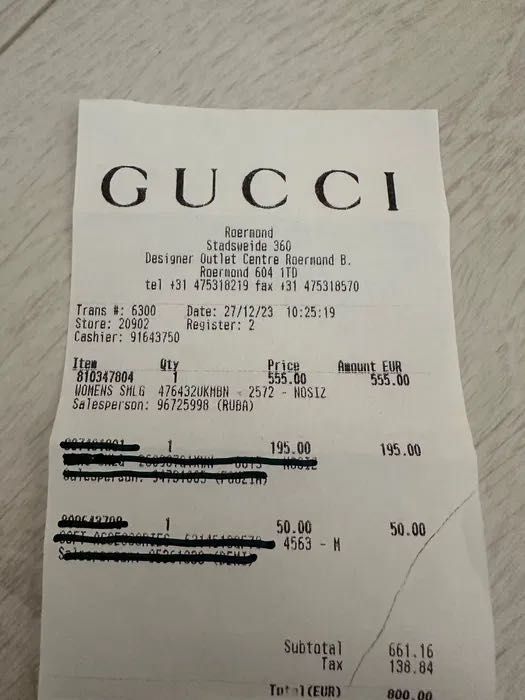 GUCCI
Roermond
Stadsweide 360
Designer Outlet Centre Roermond B.
Roermond 604 1TD
tel +31 475318219 fax +31 475318570
Trans #: 6300 Date: 27/12/23 10:25:19
Store: 20902 Register: 2
Cashier: 91643750
Item Qty Price Amount EUR
810347804 1 555.00 555.00
WOMENS SMLG 476432UKMBN - 2572 - NOSIZ
Salesperson: 96725998 (RUBA)
1 195.00 195.00
1 50.00 50.00
4563 - M
Subtotal 661.16
Tax 138.84
Total(EUR) 800.00